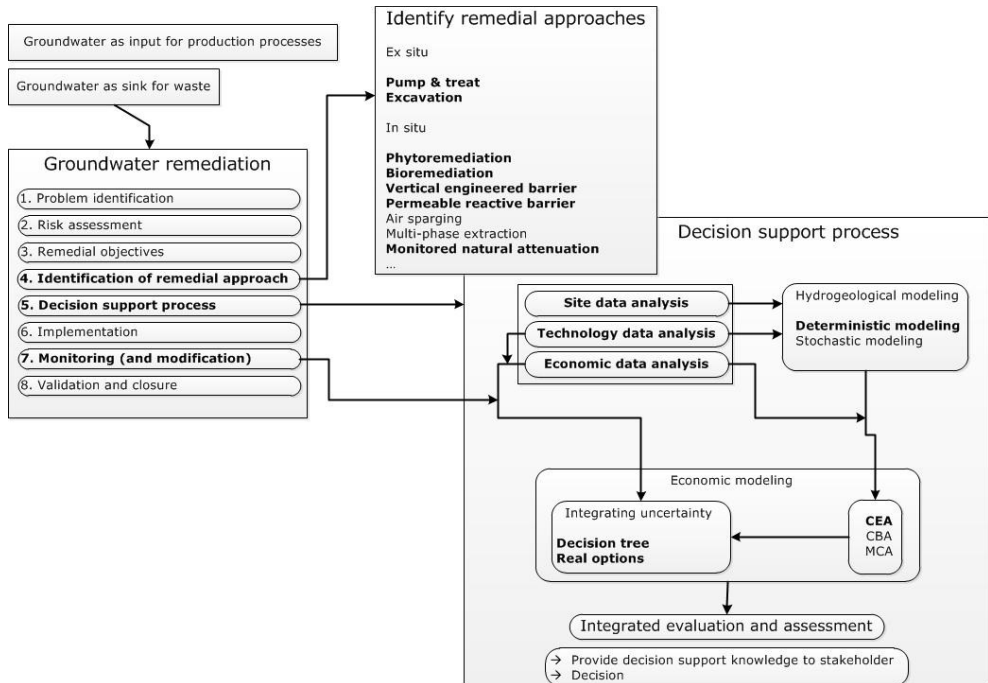 Groundwater as input for production processes
Groundwater as sink for waste
Groundwater remediation
1. Problem identification
2. Risk assessment
3. Remedial objectives
4. Identification of remedial approach
5. Decision support process
6. Implementation
7. Monitoring (and modification)
8. Validation and closure
Identify remedial approaches
Ex situ
Pump & treat
Excavation
In situ
Phytoremediation
Bioremediation
Vertical engineered barrier
Permeable reactive barrier
Air sparging
Multi-phase extraction
Monitored natural attenuation
...
Decision support process
Site data analysis
Technology data analysis
Economic data analysis
Hydrogeological modeling
Deterministic modeling
Stochastic modeling
Economic modeling
Integrating uncertainty
Decision tree
Real options
CEA
CBA
MCA
Integrated evaluation and assessment
→ Provide decision support knowledge to stakeholder
→ Decision